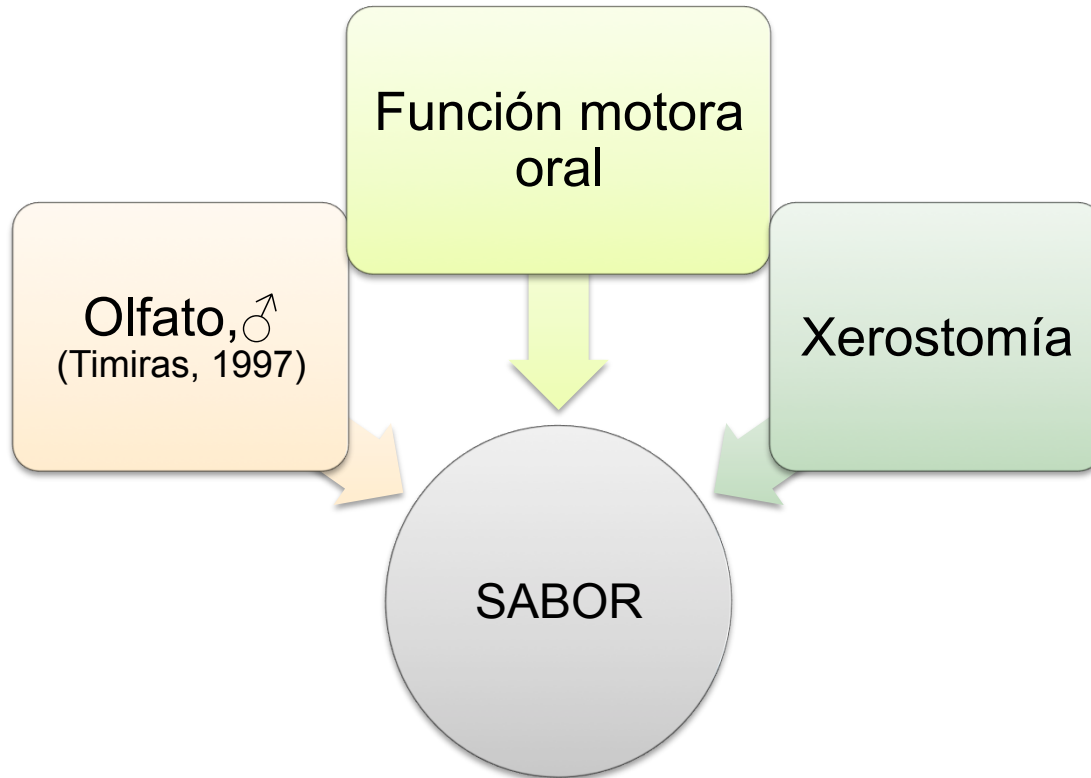 Función motora
oral
Olfato,♂
(Timiras, 1997)
Xerostomía
SABOR